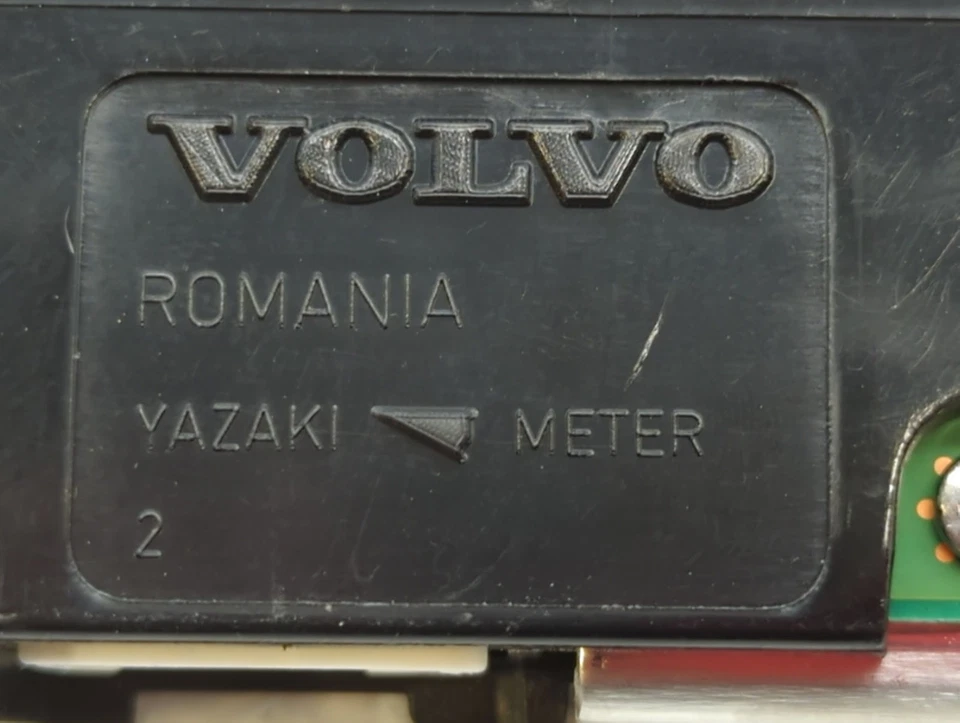 VOLVO
ROMANIA
YAZAKI METER
2